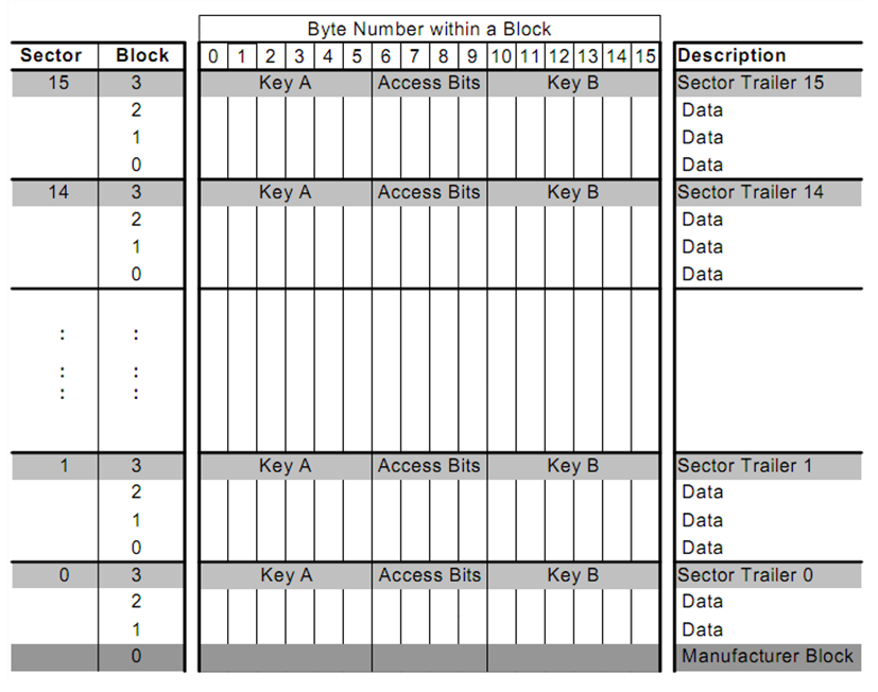 Byte Number within a Block
Sector Block 0 1 2 3 4 5 6 7 8 9 10 11 12 13 14 15 Description
15 3 Key A Access Bits Key B Sector Trailer 15
2 Data
1 Data
0 Data
14 3 Key A Access Bits Key B Sector Trailer 14
2 Data
1 Data
0 Data
: :
: :
: :
1 3 Key A Access Bits Key B Sector Trailer 1
2 Data
1 Data
0 Data
0 3 Key A Access Bits Key B Sector Trailer 0
2 Data
1 Data
0 Manufacturer Block